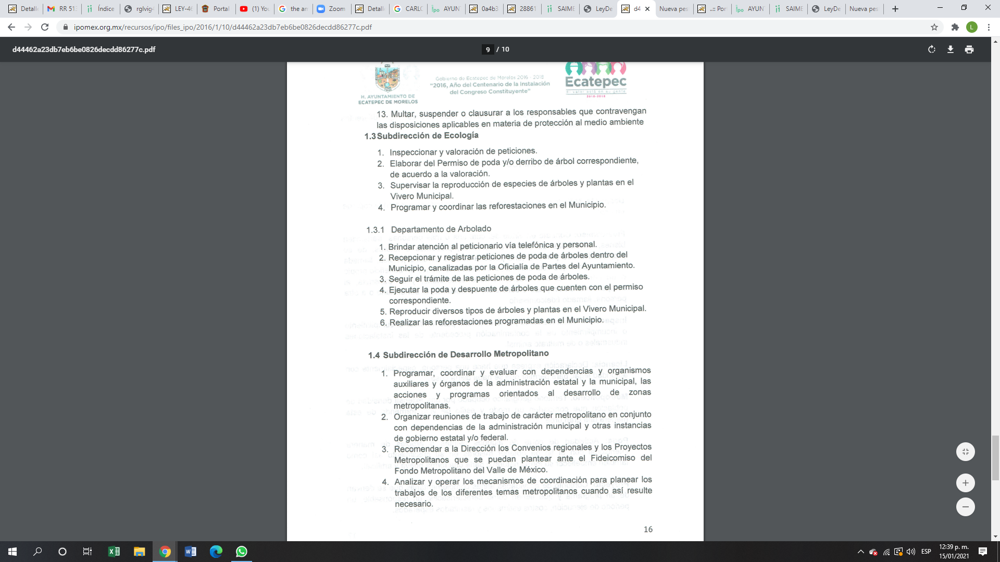 Detalle
RR 513
Índice
rglvig
LEY-46
Portal
(1) You
the am
Zoom
Detalle
CARLO
AYUN
0a4b3
28861
SAIME
LeyDe
d4
Nueva pes
..:: Por
AYUN
SAIME
LeyDe
Nueva pes
ipomex.org.mx/recursos/ipo/files_ipo/2016/1/10/d44462a23db7eb6be0826decdd86277c.pdf
L
d44462a23db7eb6be0826decdd86277c.pdf
9 / 10
H. AYUNTAMIENTO DE
ECATEPEC DE MORELOS
Gobierno de Ecatepec de Morelos 2016 - 2018
“2016, Año del Centenario de la Instalación
del Congreso Constituyente”
Ecatepec
El valor está en su gente
2016-2018
13. Multar, suspender o clausurar a los responsables que contravengan
las disposiciones aplicables en materia de protección al medio ambiente
1.3 Subdirección de Ecología
1. Inspeccionar y valoración de peticiones.
2. Elaborar del Permiso de poda y/o derribo de árbol correspondiente,
de acuerdo a la valoración.
3. Supervisar la reproducción de especies de árboles y plantas en el
Vivero Municipal.
4. Programar y coordinar las reforestaciones en el Municipio.
1.3.1 Departamento de Arbolado
1. Brindar atención al peticionario vía telefónica y personal.
2. Recepcionar y registrar peticiones de poda de árboles dentro del
Municipio, canalizadas por la Oficialía de Partes del Ayuntamiento.
3. Seguir el trámite de las peticiones de poda de árboles.
4. Ejecutar la poda y despuente de árboles que cuenten con el permiso
correspondiente.
5. Reproducir diversos tipos de árboles y plantas en el Vivero Municipal.
6. Realizar las reforestaciones programadas en el Municipio.
1.4 Subdirección de Desarrollo Metropolitano
1. Programar, coordinar y evaluar con dependencias y organismos
auxiliares y órganos de la administración estatal y la municipal, las
acciones y programas orientados al desarrollo de zonas
metropolitanas.
2. Organizar reuniones de trabajo de carácter metropolitano en conjunto
con dependencias de la administración municipal y otras instancias
de gobierno estatal y/o federal.
3. Recomendar a la Dirección los Convenios regionales y los Proyectos
Metropolitanos que se puedan plantear ante el Fideicomiso del
Fondo Metropolitano del Valle de México.
4. Analizar y operar los mecanismos de coordinación para planear los
trabajos de los diferentes temas metropolitanos cuando así resulte
necesario.
16
ESP
12:39 p. m.
15/01/2021